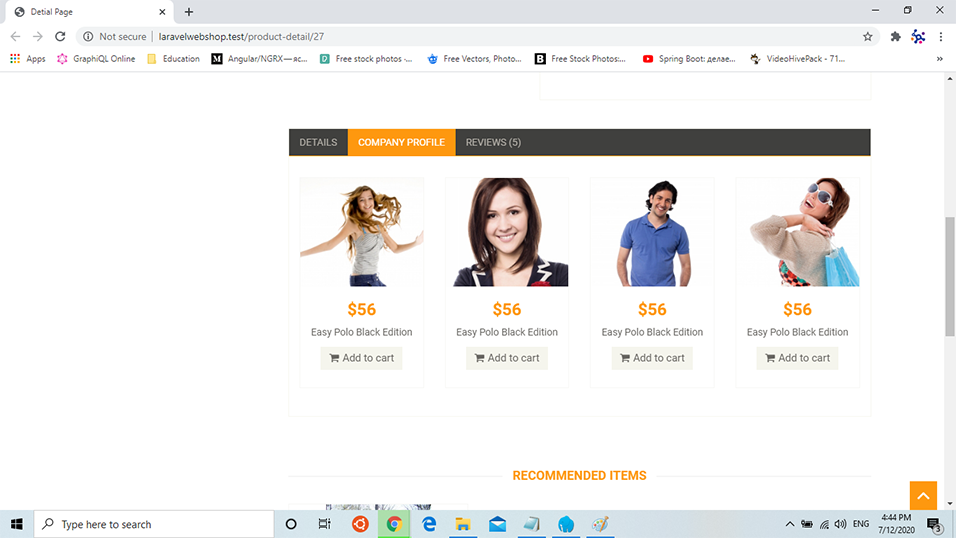 Detial Page
Not secure | laravelwebshop.test/product-detail/27
Apps GraphiQL Online Education Angular/NGRX—яс... Free stock photos -... Free Vectors, Photo... Free Stock Photos:... Spring Boot: делае... VideoHivePack - 71... »
DETAILS COMPANY PROFILE REVIEWS (5)
$56 $56 $56 $56
Easy Polo Black Edition Easy Polo Black Edition Easy Polo Black Edition Easy Polo Black Edition
Add to cart Add to cart Add to cart Add to cart
RECOMMENDED ITEMS
Type here to search
ENG
4:44 PM
7/12/2020
3